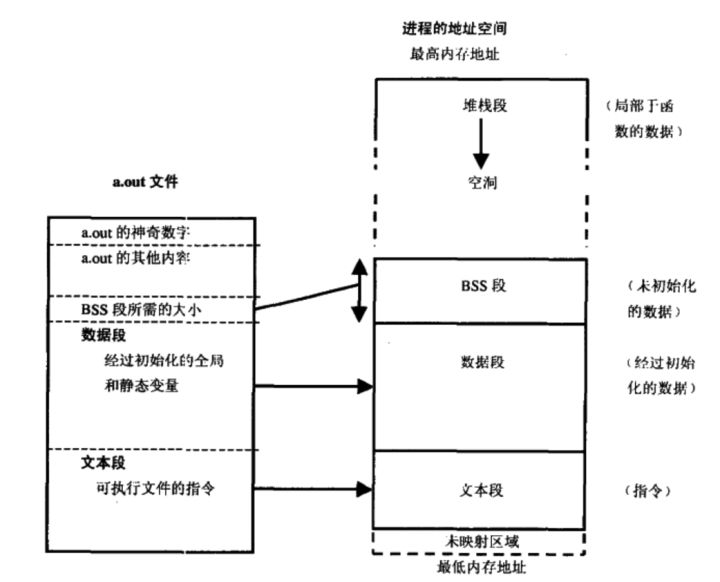 进程的地址空间
最高内存地址
堆栈段
（局部于函
数的数据）
空洞
a.out 文件
a.out 的神奇数字
a.out 的其他内容
BSS 段所需的大小
数据段
经过初始化的全局
和静态变量
文本段
可执行文件的指令
BSS 段
（未初始化
的数据）
数据段
（经过初始
化的数据）
文本段
（指令）
未映射区域
最低内存地址